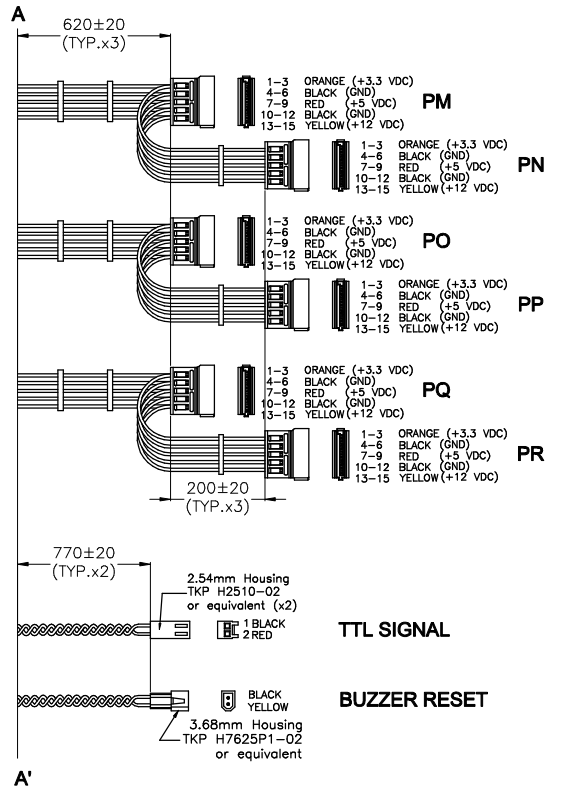 A
620±20
(TYP.x3)
1-3 ORANGE (+3.3 VDC)
4-6 BLACK (GND)
7-9 RED (+5 VDC)
10-12 BLACK (GND)
13-15 YELLOW(+12 VDC)
PM
1-3 ORANGE (+3.3 VDC)
4-6 BLACK (GND)
7-9 RED (+5 VDC)
10-12 BLACK (GND)
13-15 YELLOW(+12 VDC)
PN
1-3 ORANGE (+3.3 VDC)
4-6 BLACK (GND)
7-9 RED (+5 VDC)
10-12 BLACK (GND)
13-15 YELLOW(+12 VDC)
PO
1-3 ORANGE (+3.3 VDC)
4-6 BLACK (GND)
7-9 RED (+5 VDC)
10-12 BLACK (GND)
13-15 YELLOW(+12 VDC)
PP
1-3 ORANGE (+3.3 VDC)
4-6 BLACK (GND)
7-9 RED (+5 VDC)
10-12 BLACK (GND)
13-15 YELLOW(+12 VDC)
PQ
1-3 ORANGE (+3.3 VDC)
4-6 BLACK (GND)
7-9 RED (+5 VDC)
10-12 BLACK (GND)
13-15 YELLOW(+12 VDC)
PR
200±20
(TYP.x3)
770±20
(TYP.x2)
2.54mm Housing
TKP H2510-02
or equivalent (x2)
1 BLACK
2 RED
TTL SIGNAL
BLACK
YELLOW
BUZZER RESET
3.68mm Housing
TKP H7625P1-02
or equivalent
A'